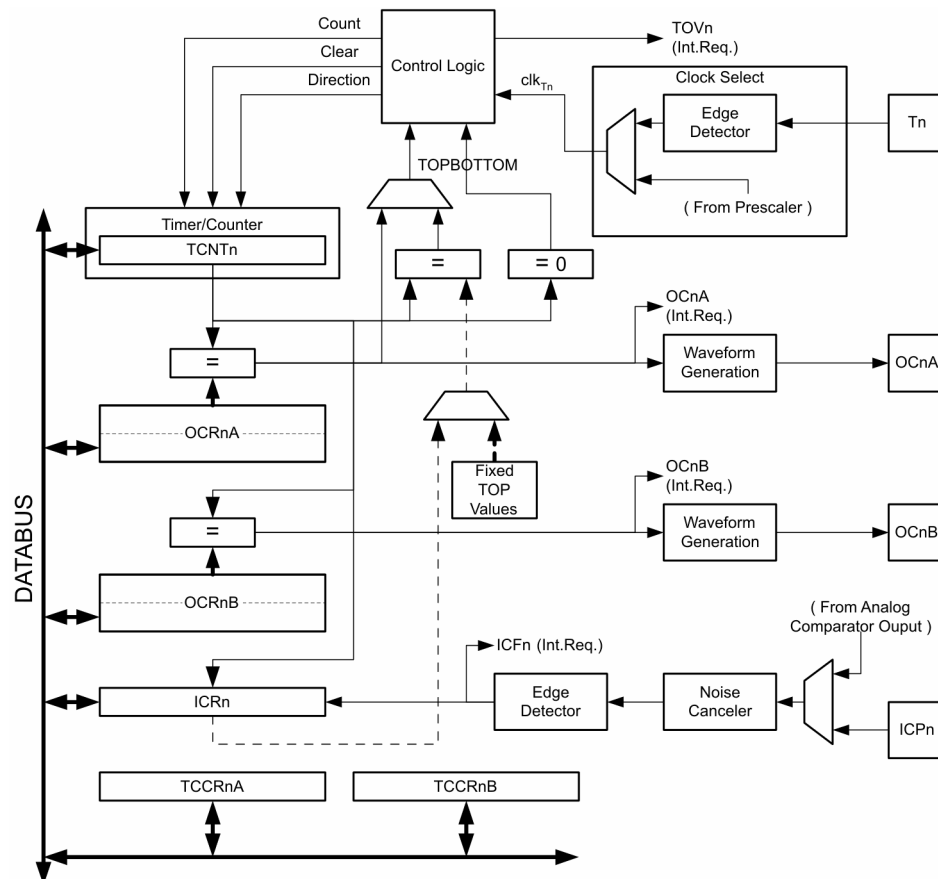 Count
Clear
Direction
Control Logic
TOVn
(Int.Req.)
clkTn
Clock Select
Edge
Detector
Tn
( From Prescaler )
TOPBOTTOM
Timer/Counter
TCNTn
=
= 0
OCnA
(Int.Req.)
=
Waveform
Generation
OCnA
OCRnA
Fixed
TOP
Values
OCnB
(Int.Req.)
=
Waveform
Generation
OCnB
DATABUS
OCRnB
( From Analog
Comparator Ouput )
ICFn (Int.Req.)
ICRn
Edge
Detector
Noise
Canceler
ICPn
TCCRnA
TCCRnB